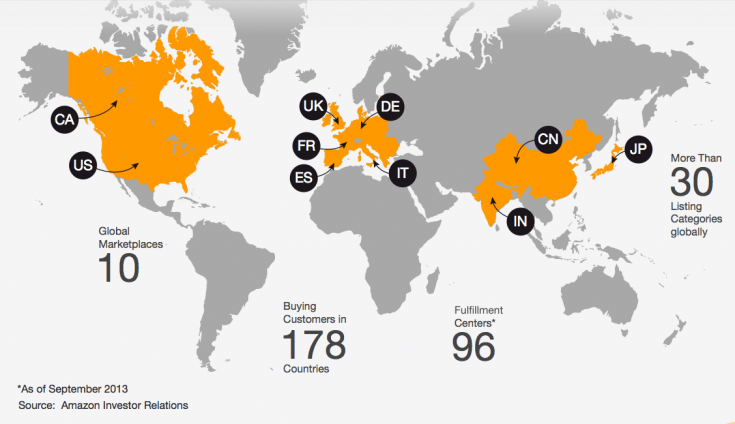 CA
US
UK
DE
FR
ES
IT
CN
JP
IN
More Than
30
Listing
Categories
globally
Global
Marketplaces
10
Buying
Customers in
178
Countries
Fulfillment
Centers*
96
*As of September 2013
Source:  Amazon Investor Relations